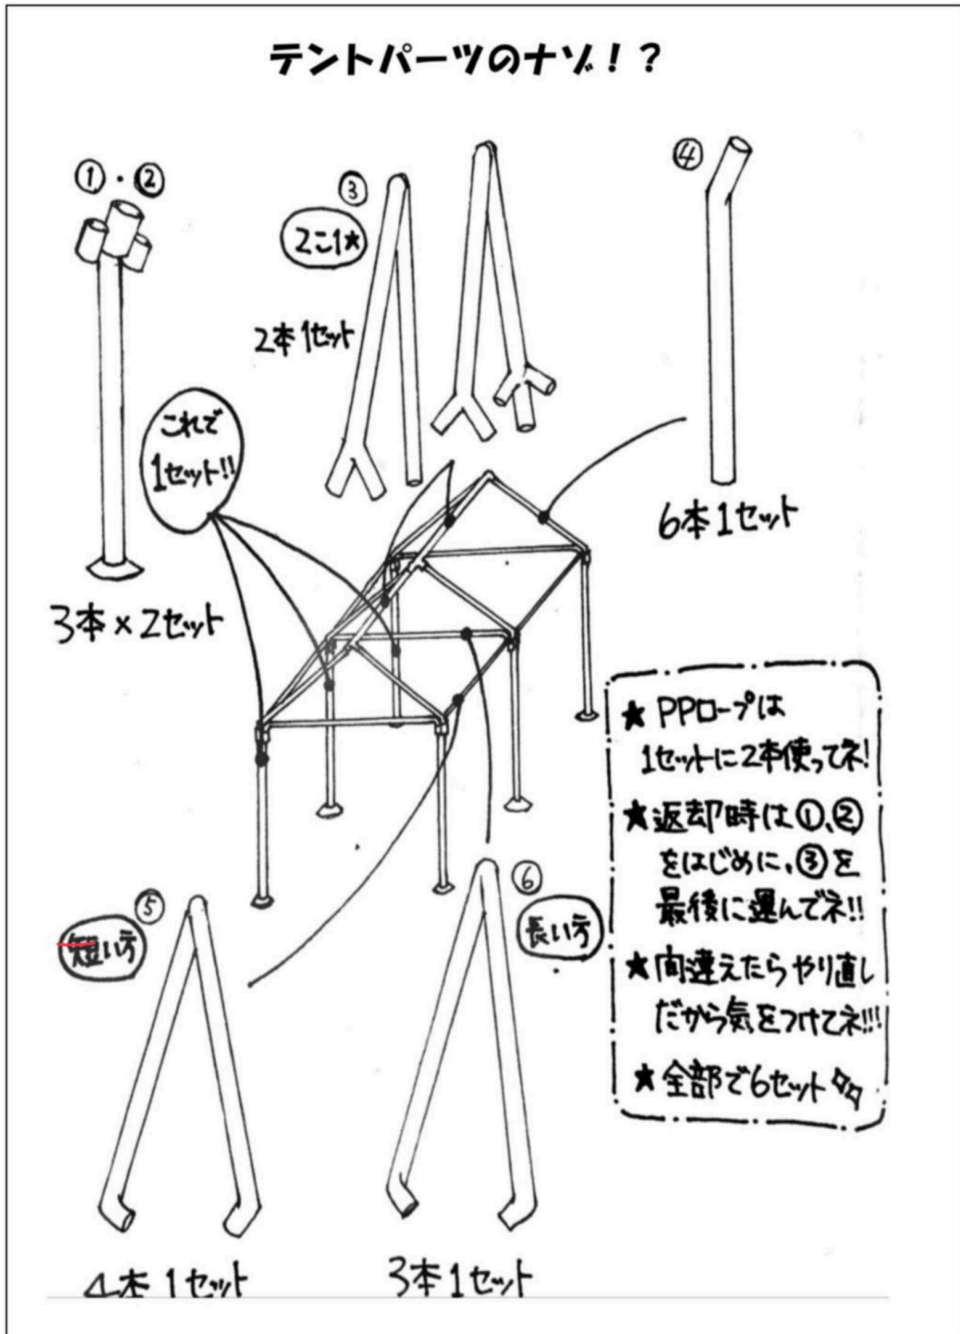 テントパーツのナゾ！？
①・②
3本×2セット
これで
1セット!!
③
2こ1★
2本1セット
④
6本1セット
⑤
短い方
4本1セット
⑥
長い方
3本1セット
★PPロープは
1セットに2本使ってネ!
★返却時は①、②
をはじめに、③を
最後に運んでネ!!
★間違えたらやり直し
だから気をつけてネ!!!
★全部で6セット